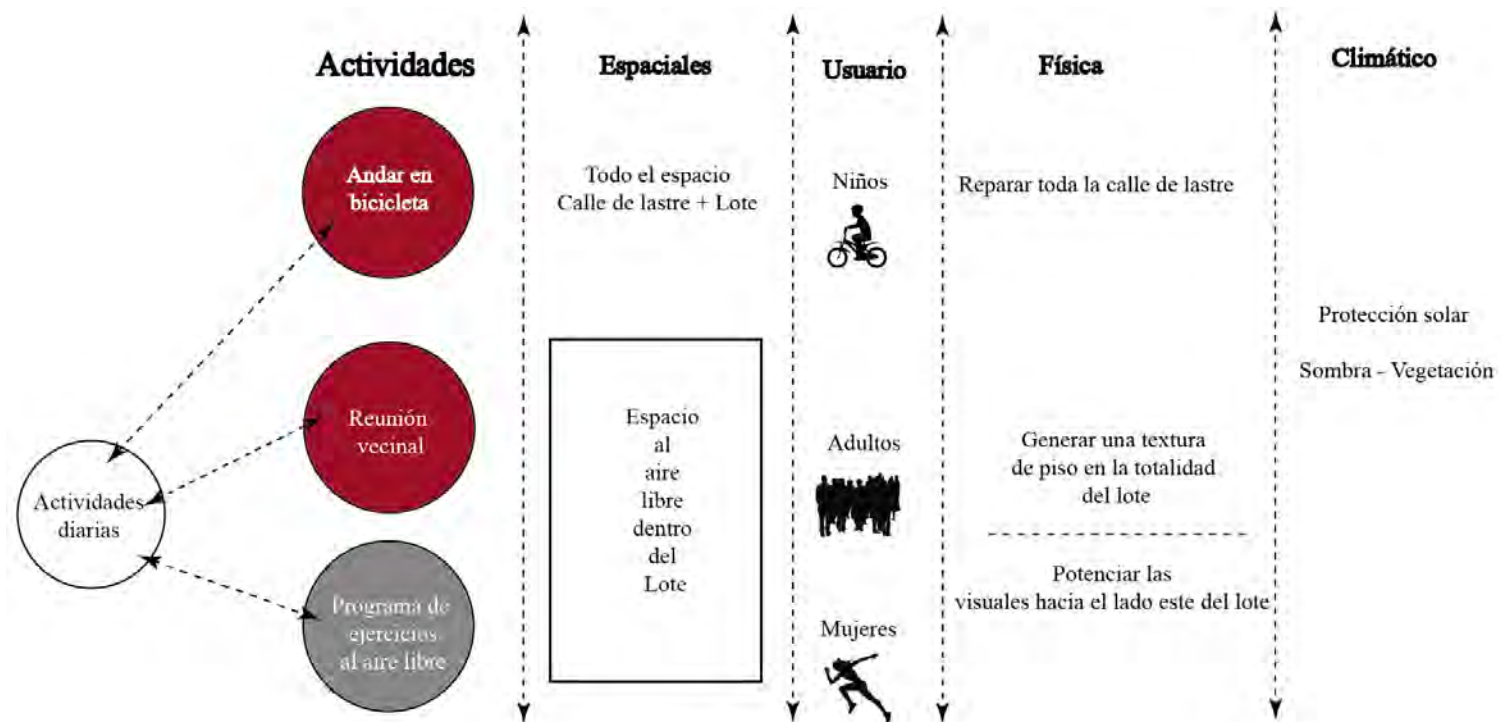 Actividades
Espaciales
Usuario
Física
Climático
Andar en
bicicleta
Todo el espacio
Calle de lastre + Lote
Niños
Reparar toda la calle de lastre
Protección solar
Sombra - Vegetación
Actividades
diarias
Reunión
vecinal
Espacio
al
aire
libre
dentro
del
Lote
Adultos
Generar una textura
de piso en la totalidad
del lote
Programa de
ejercicios
al aire libre
Mujeres
Potenciar las
visuales hacia el lado este del lote